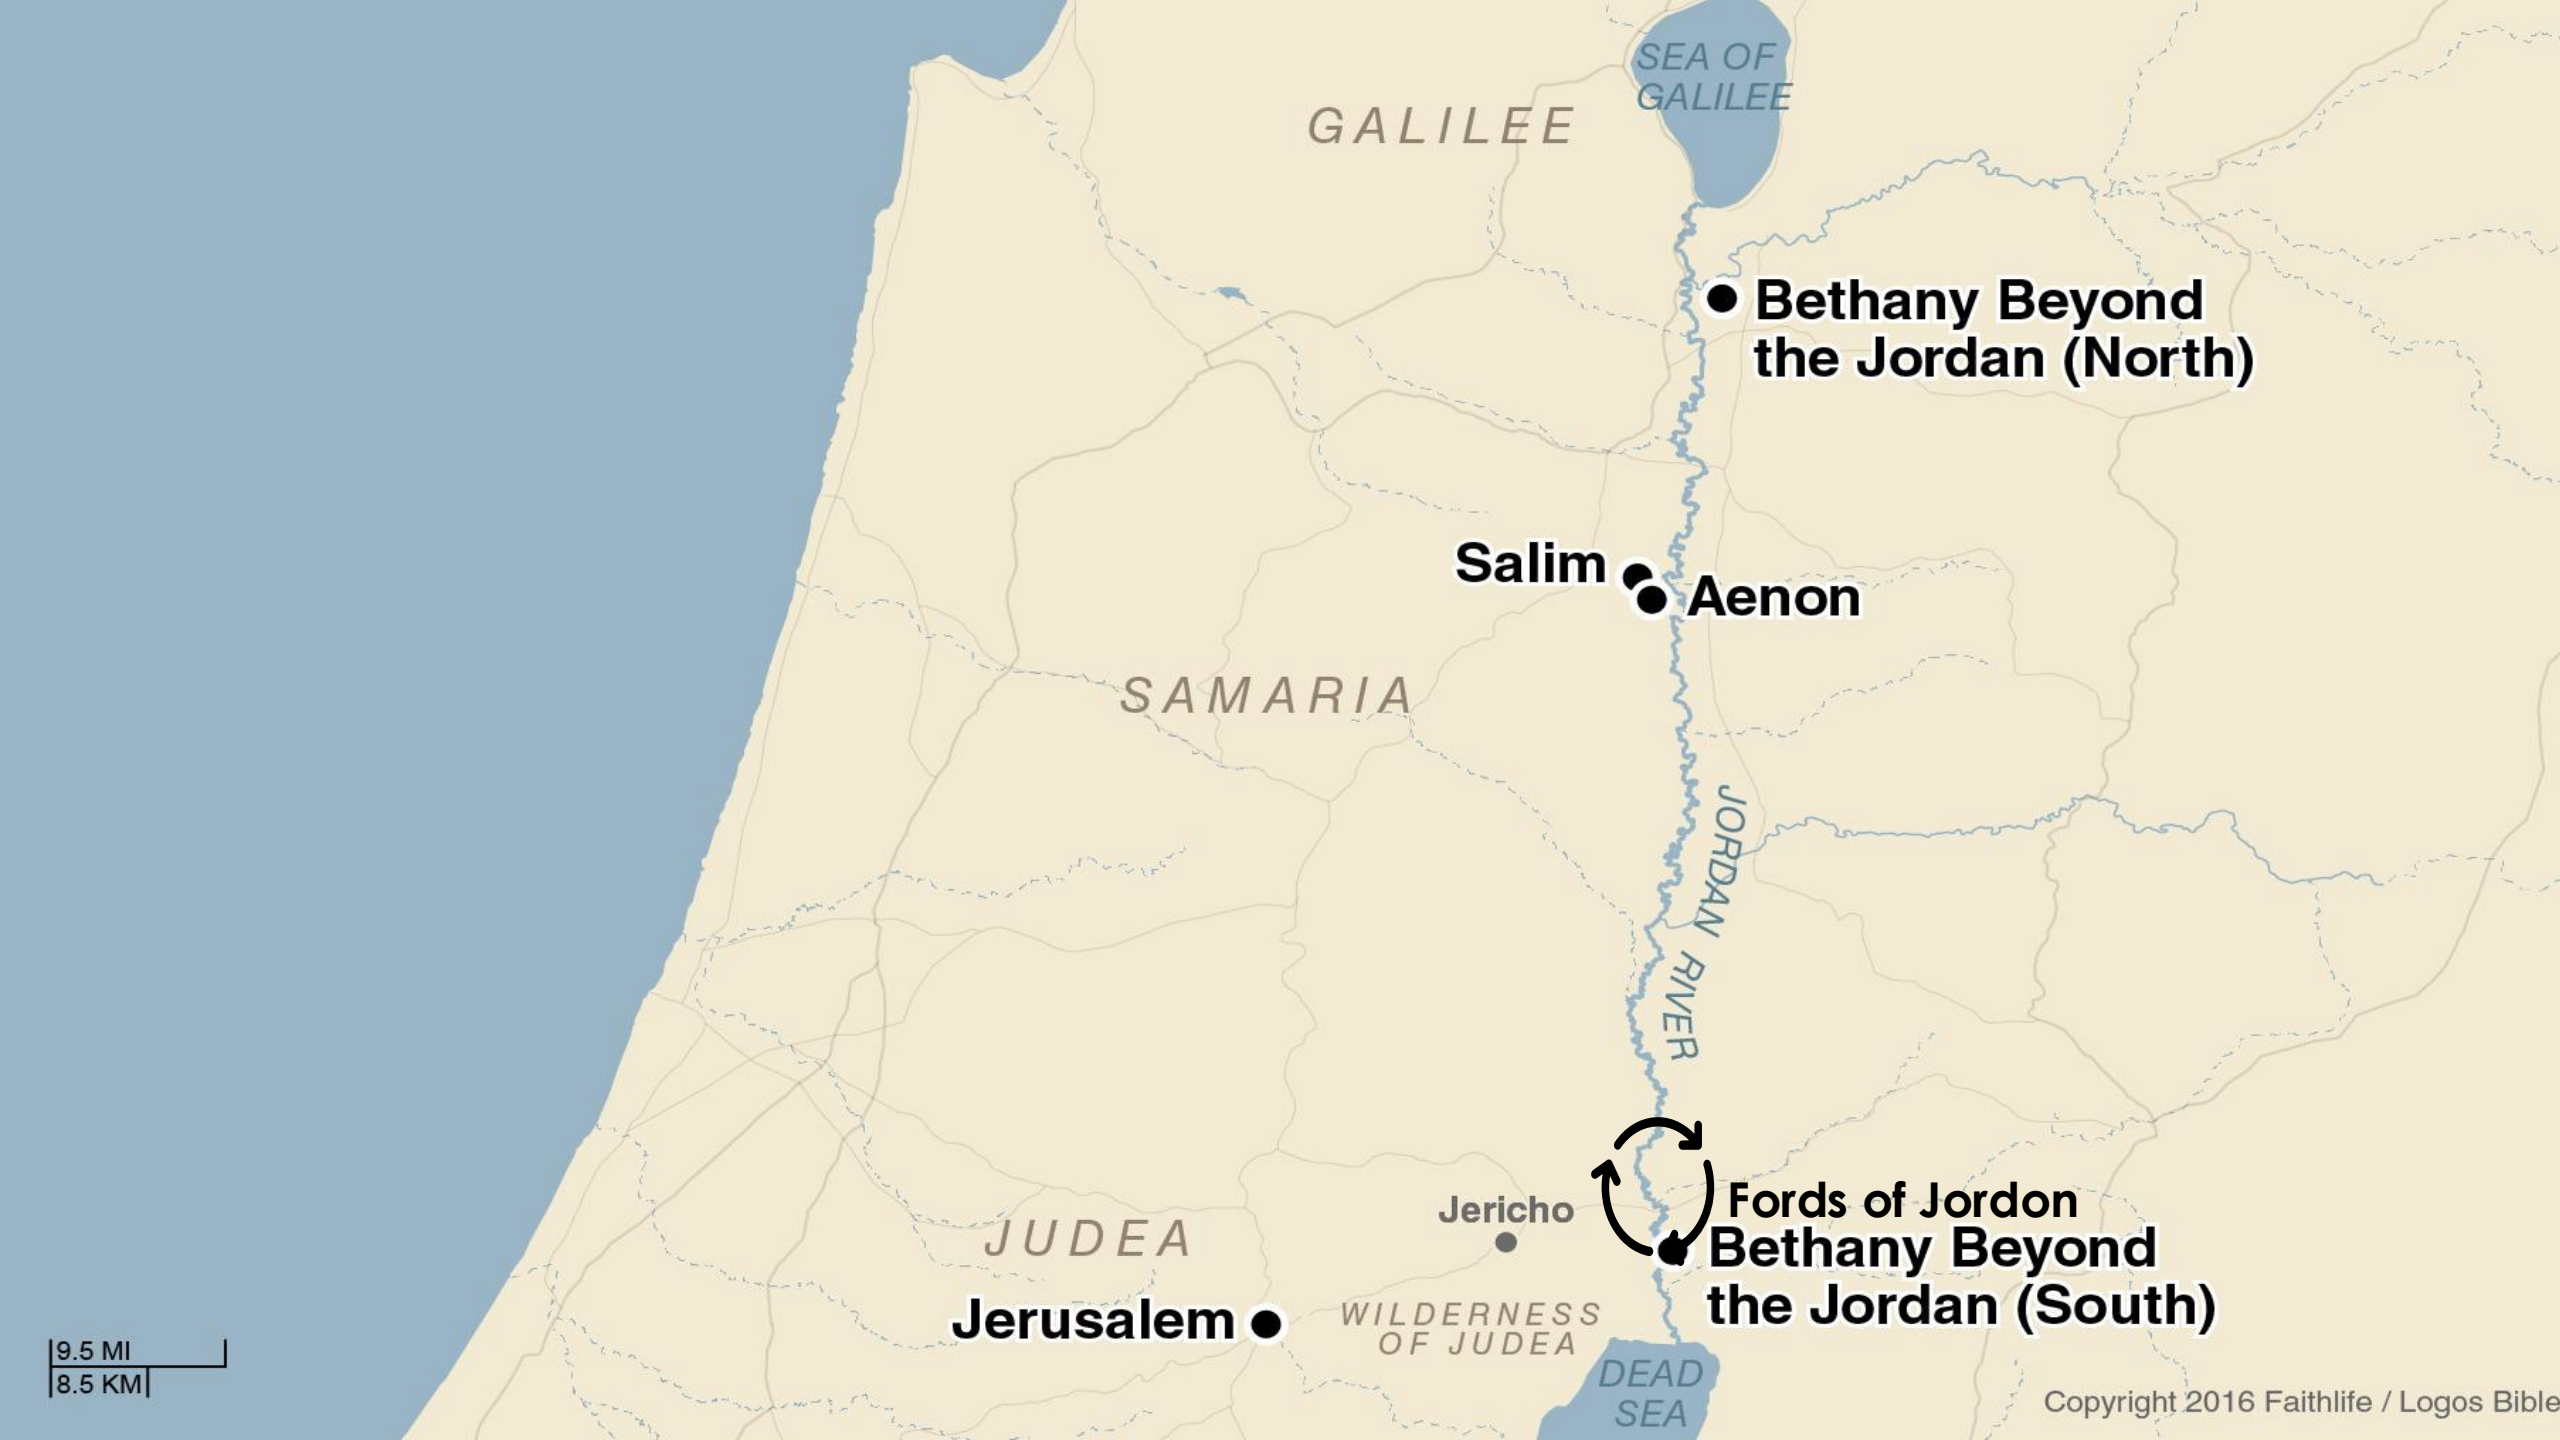 SEA OF
GALILEE
GALILEE
Bethany Beyond
the Jordan (North)
Salim
Aenon
SAMARIA
JORDAN RIVER
Fords of Jordon
Jericho
Bethany Beyond
the Jordan (South)
JUDEA
Jerusalem
WILDERNESS
OF JUDEA
DEAD
SEA
9.5 MI
8.5 KM
Copyright 2016 Faithlife / Logos Bible